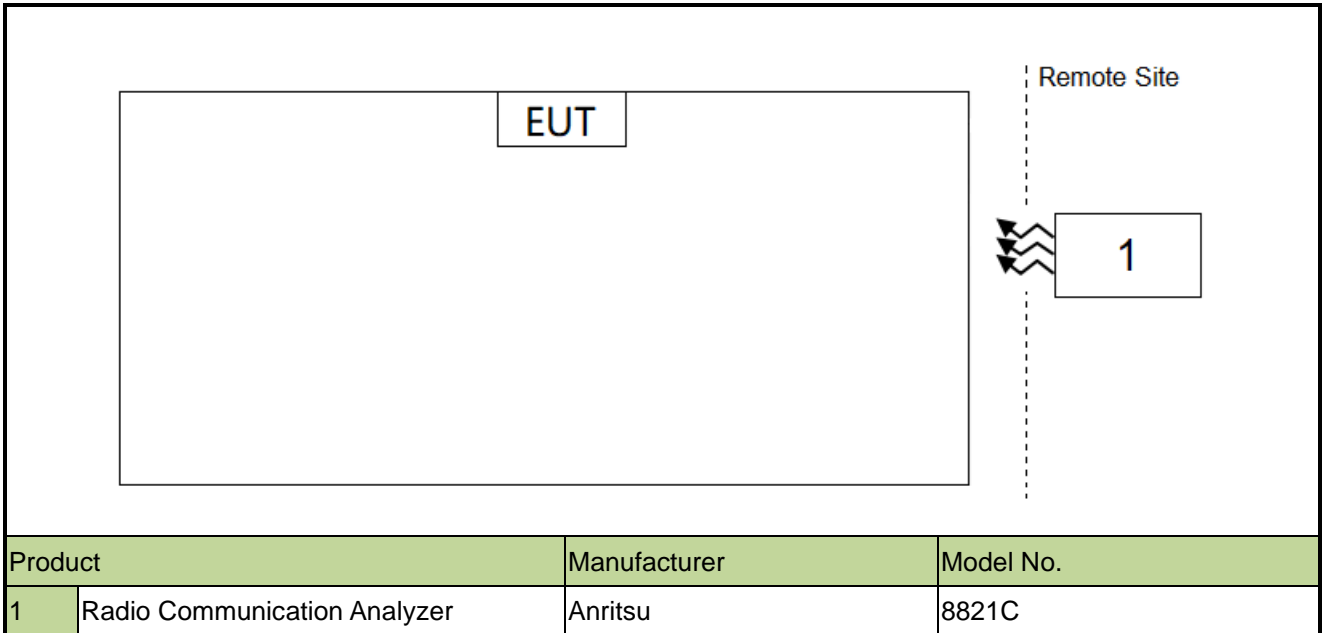 Remote Site
EUT
1
Product Manufacturer Model No.
1 Radio Communication Analyzer Anritsu 8821C